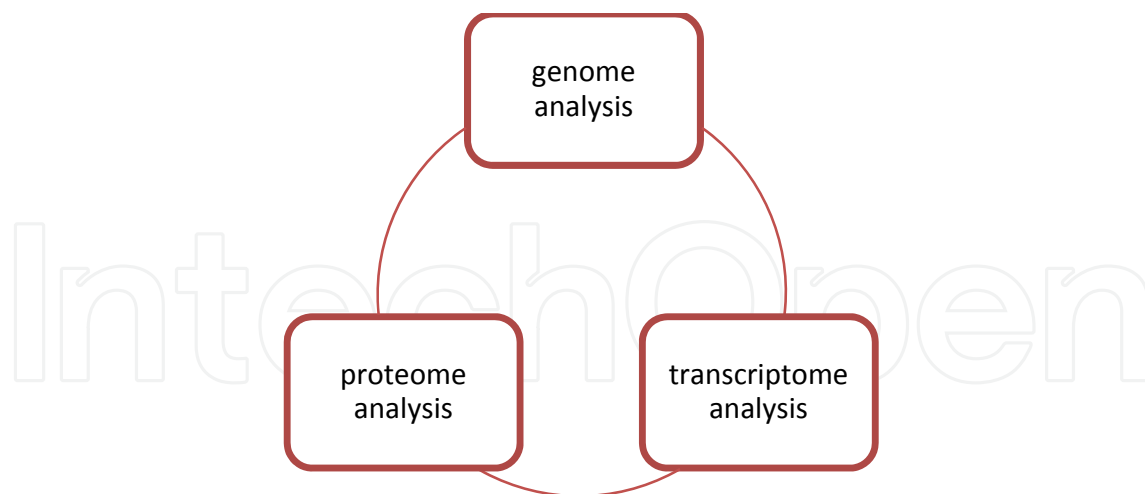 genome
analysis
IntechOpen
proteome
analysis
transcriptome
analysis